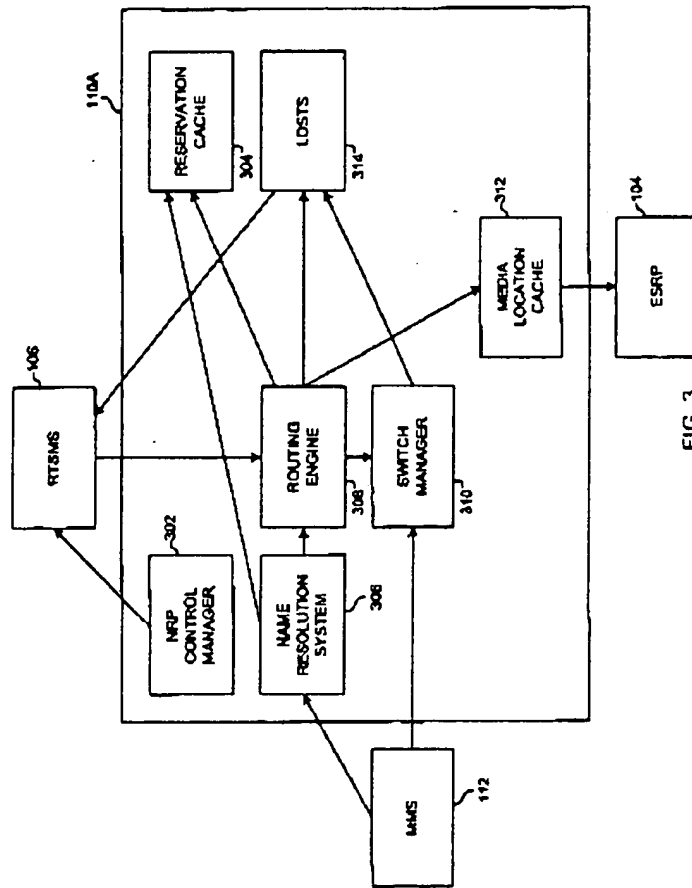 110A
RESERVATION
CACHE
304
LDSTS
314
106
RTSMS
ROUTING
ENGINE
308
SWITCH
MANAGER
310
312
MEDIA
LOCATION
CACHE
104
ESRP
302
NRP
CONTROL
MANAGER
NAME
RESOLUTION
SYSTEM
306
MMS
112
FIG. 3